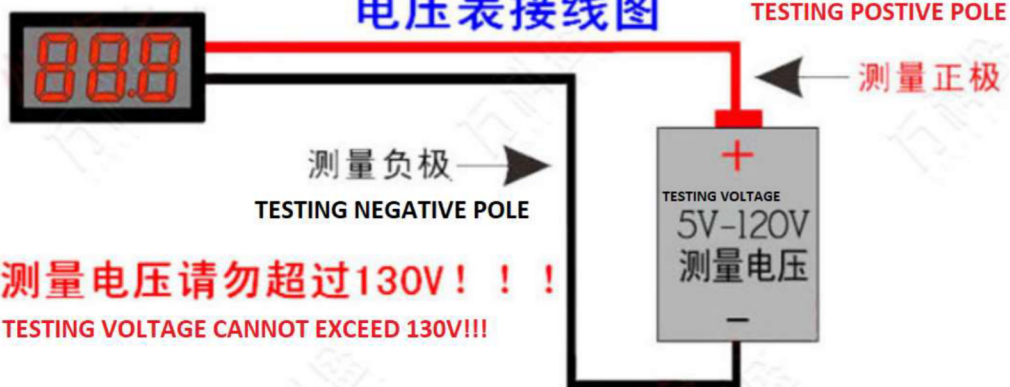 电压表接线图
TESTING POSTIVE POLE
88.8
测量正极
测量负极
TESTING NEGATIVE POLE
+
TESTING VOLTAGE
5V-120V
测量电压
-
测量电压请勿超过130V！！！
TESTING VOLTAGE CANNOT EXCEED 130V!!!